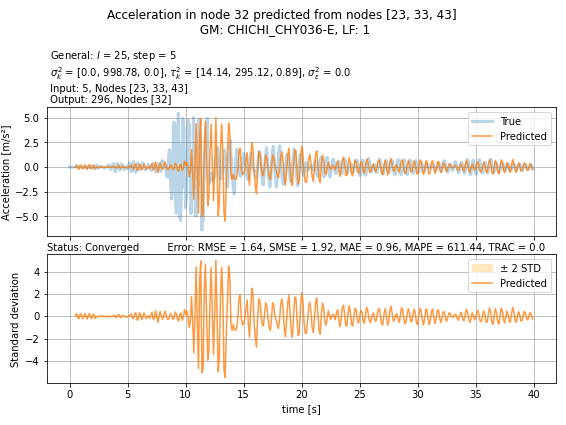 Acceleration in node 32 predicted from nodes [23, 33, 43]
GM: CHICHI_CHY036-E, LF: 1
General: l = 25, step = 5
σ²ₖ = [0.0, 998.78, 0.0], τ²ₖ = [14.14, 295.12, 0.89], σ²ε = 0.0
Input: 5, Nodes [23, 33, 43]
Output: 296, Nodes [32]
Acceleration [m/s²]
5.0
2.5
0.0
−2.5
−5.0
True
Predicted
Status: Converged Error: RMSE = 1.64, SMSE = 1.92, MAE = 0.96, MAPE = 611.44, TRAC = 0.0
Standard deviation
4
2
0
−2
−4
± 2 STD
Predicted
0 5 10 15 20 25 30 35 40
time [s]